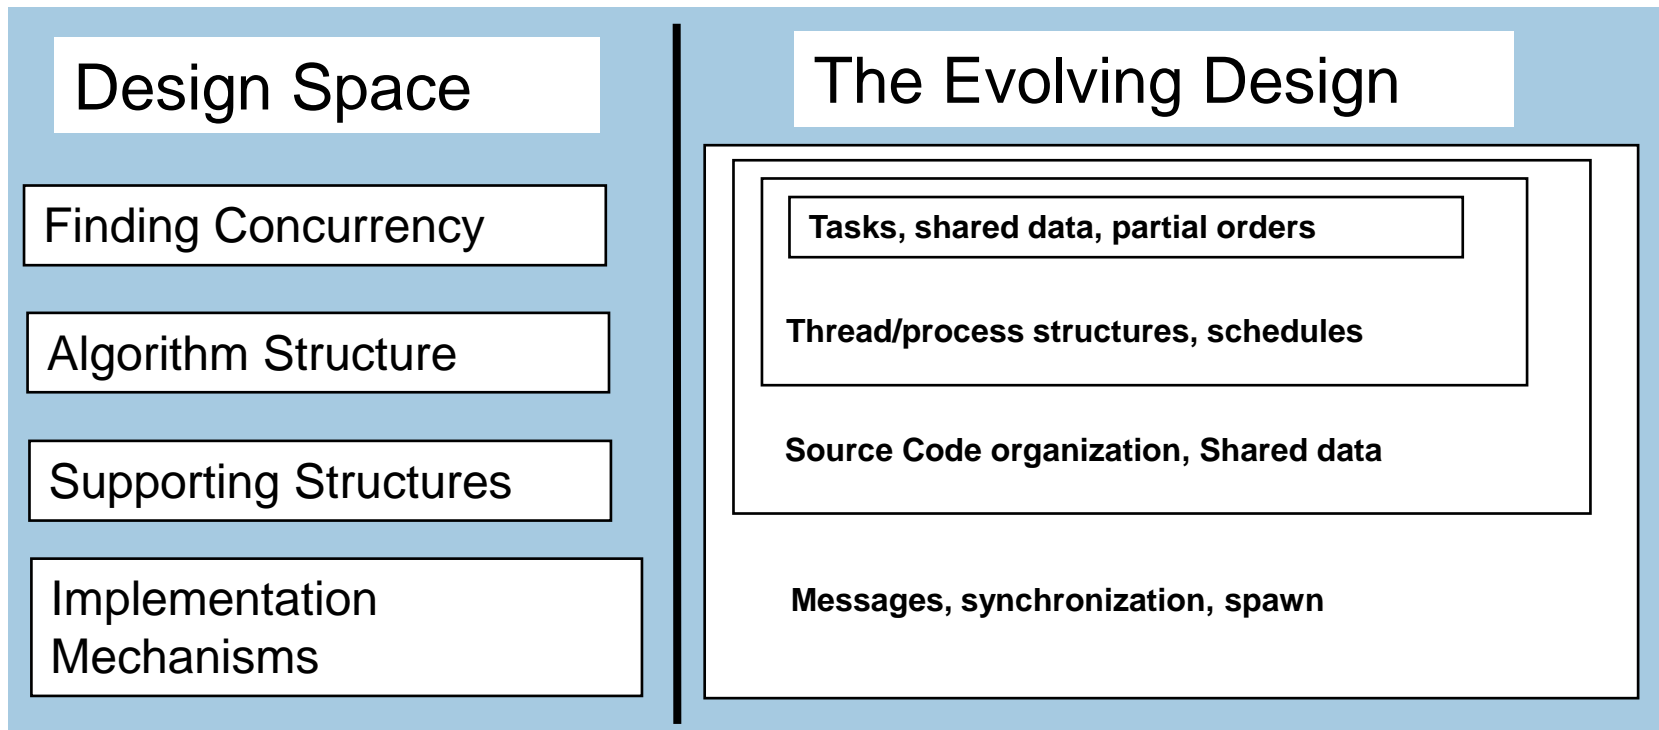 Design Space
Finding Concurrency
Algorithm Structure
Supporting Structures
Implementation
Mechanisms
The Evolving Design
Tasks, shared data, partial orders
Thread/process structures, schedules
Source Code organization, Shared data
Messages, synchronization, spawn